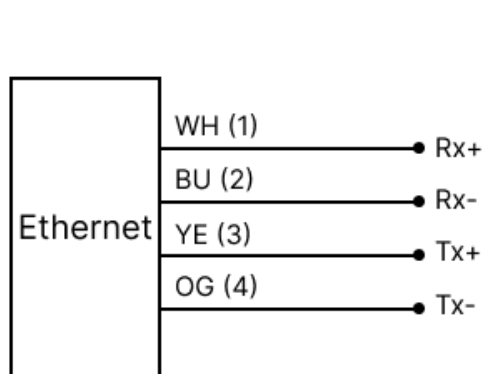 WH (1)
Rx+
BU (2)
Rx-
Ethernet
YE (3)
Tx+
OG (4)
Tx-